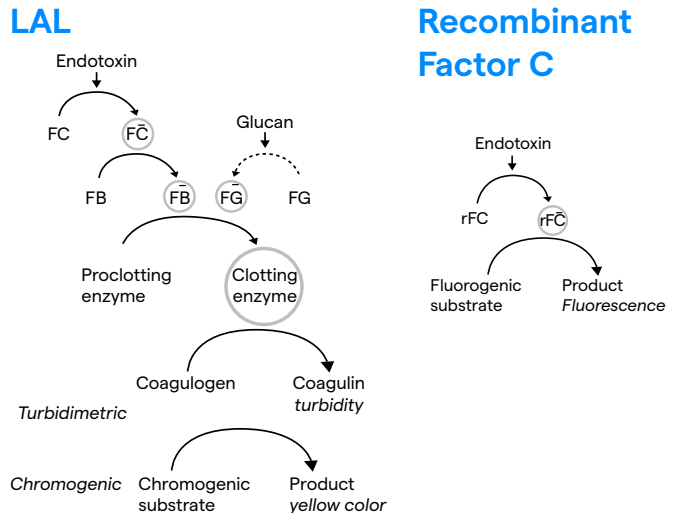 LAL
Endotoxin
FC
FC̄
Glucan
FB
FB̄
FḠ
FG
Proclotting
enzyme
Clotting
enzyme
Coagulogen
Coagulin
turbidity
Turbidimetric
Chromogenic
Chromogenic
substrate
Product
yellow color
Recombinant
Factor C
Endotoxin
rFC
rFC̄
Fluorogenic
substrate
Product
Fluorescence